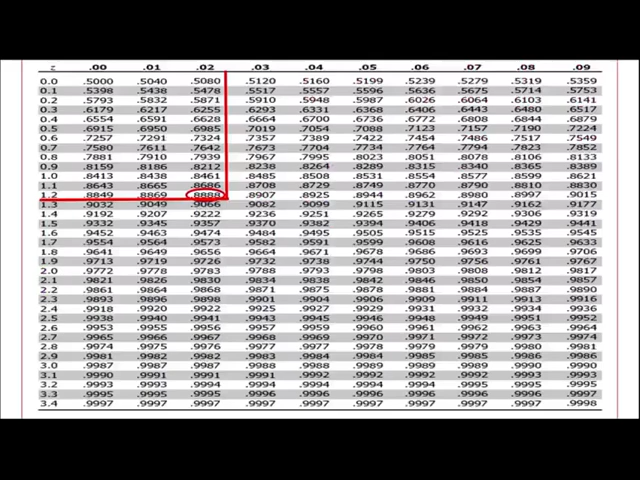 z .00 .01 .02 .03 .04 .05 .06 .07 .08 .09
0.0 .5000 .5040 .5080 .5120 .5160 .5199 .5239 .5279 .5319 .5359
0.1 .5398 .5438 .5478 .5517 .5557 .5596 .5636 .5675 .5714 .5753
0.2 .5793 .5832 .5871 .5910 .5948 .5987 .6026 .6064 .6103 .6141
0.3 .6179 .6217 .6255 .6293 .6331 .6368 .6406 .6443 .6480 .6517
0.4 .6554 .6591 .6628 .6664 .6700 .6736 .6772 .6808 .6844 .6879
0.5 .6915 .6950 .6985 .7019 .7054 .7088 .7123 .7157 .7190 .7224
0.6 .7257 .7291 .7324 .7357 .7389 .7422 .7454 .7486 .7517 .7549
0.7 .7580 .7611 .7642 .7673 .7704 .7734 .7764 .7794 .7823 .7852
0.8 .7881 .7910 .7939 .7967 .7995 .8023 .8051 .8078 .8106 .8133
0.9 .8159 .8186 .8212 .8238 .8264 .8289 .8315 .8340 .8365 .8389
1.0 .8413 .8438 .8461 .8485 .8508 .8531 .8554 .8577 .8599 .8621
1.1 .8643 .8665 .8686 .8708 .8729 .8749 .8770 .8790 .8810 .8830
1.2 .8849 .8869 .8888 .8907 .8925 .8944 .8962 .8980 .8997 .9015
1.3 .9032 .9049 .9066 .9082 .9099 .9115 .9131 .9147 .9162 .9177
1.4 .9192 .9207 .9222 .9236 .9251 .9265 .9279 .9292 .9306 .9319
1.5 .9332 .9345 .9357 .9370 .9382 .9394 .9406 .9418 .9429 .9441
1.6 .9452 .9463 .9474 .9484 .9495 .9505 .9515 .9525 .9535 .9545
1.7 .9554 .9564 .9573 .9582 .9591 .9599 .9608 .9616 .9625 .9633
1.8 .9641 .9649 .9656 .9664 .9671 .9678 .9686 .9693 .9699 .9706
1.9 .9713 .9719 .9726 .9732 .9738 .9744 .9750 .9756 .9761 .9767
2.0 .9772 .9778 .9783 .9788 .9793 .9798 .9803 .9808 .9812 .9817
2.1 .9821 .9826 .9830 .9834 .9838 .9842 .9846 .9850 .9854 .9857
2.2 .9861 .9864 .9868 .9871 .9875 .9878 .9881 .9884 .9887 .9890
2.3 .9893 .9896 .9898 .9901 .9904 .9906 .9909 .9911 .9913 .9916
2.4 .9918 .9920 .9922 .9925 .9927 .9929 .9931 .9932 .9934 .9936
2.5 .9938 .9940 .9941 .9943 .9945 .9946 .9948 .9949 .9951 .9952
2.6 .9953 .9955 .9956 .9957 .9959 .9960 .9961 .9962 .9963 .9964
2.7 .9965 .9966 .9967 .9968 .9969 .9970 .9971 .9972 .9973 .9974
2.8 .9974 .9975 .9976 .9977 .9977 .9978 .9979 .9979 .9980 .9981
2.9 .9981 .9982 .9982 .9983 .9984 .9984 .9985 .9985 .9986 .9986
3.0 .9987 .9987 .9987 .9988 .9988 .9989 .9989 .9989 .9990 .9990
3.1 .9990 .9991 .9991 .9991 .9992 .9992 .9992 .9992 .9993 .9993
3.2 .9993 .9993 .9994 .9994 .9994 .9994 .9994 .9995 .9995 .9995
3.3 .9995 .9995 .9995 .9996 .9996 .9996 .9996 .9996 .9996 .9997
3.4 .9997 .9997 .9997 .9997 .9997 .9997 .9997 .9997 .9997 .9998